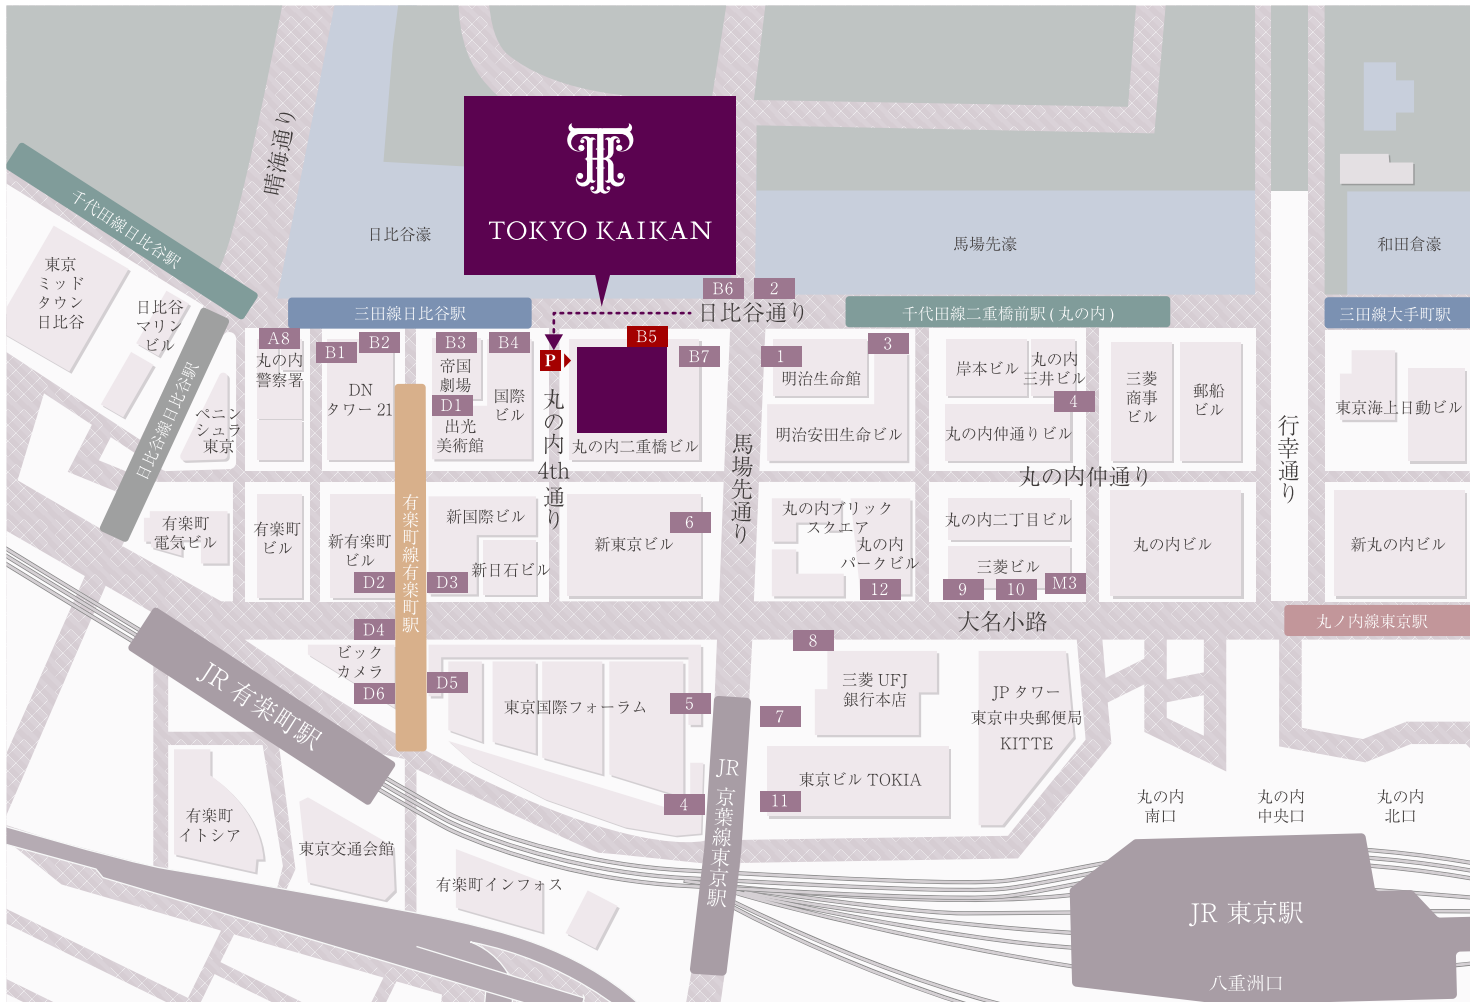 晴海通り
TK
TOKYO KAIKAN
日比谷濠
馬場先濠
和田倉濠
千代田線日比谷駅
東京
ミッド
タウン
日比谷
日比谷
マリン
ビル
日比谷線日比谷駅
三田線日比谷駅
B6
2
日比谷通り
千代田線二重橋前駅(丸の内)
三田線大手町駅
A8
丸の内
警察署
B1
B2
DN
タワー21
B3
帝国
劇場
D1
出光
美術館
B4
国際
ビル
P
B5
B7
丸の内二重橋ビル
丸の内
4th
通り
1
3
明治生命館
明治安田生命ビル
岸本ビル
丸の内
三井ビル
4
丸の内仲通りビル
三菱
商事
ビル
郵船
ビル
東京海上日動ビル
ペニン
シュラ
東京
馬場先通り
丸の内仲通り
行幸通り
有楽町
電気ビル
有楽町
ビル
新有楽町
ビル
D2
有楽町線有楽町駅
新国際ビル
新日石ビル
D3
新東京ビル
6
丸の内ブリック
スクエア
丸の内
パークビル
12
丸の内二丁目ビル
三菱ビル
9
10
M3
丸の内ビル
新丸の内ビル
大名小路
丸ノ内線東京駅
D4
ビック
カメラ
D6
D5
JR 有楽町駅
東京国際フォーラム
5
4
8
三菱 UFJ
銀行本店
7
東京ビル TOKIA
11
JP タワー
東京中央郵便局
KITTE
JR 京葉線東京駅
丸の内
南口
丸の内
中央口
丸の内
北口
有楽町
イトシア
東京交通会館
有楽町インフォス
JR 東京駅
八重洲口